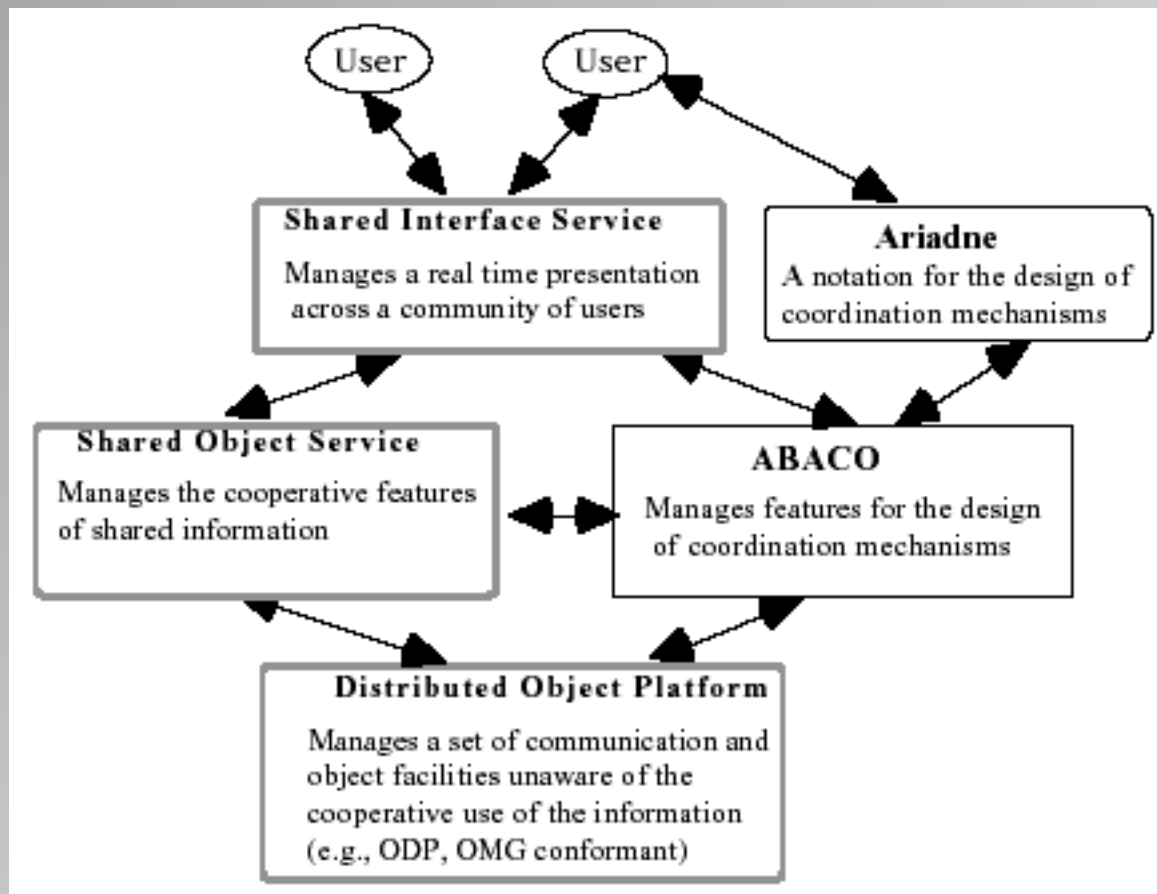 User
User
Shared Interface Service
Manages a real time presentation
across a community of users
Ariadne
A notation for the design of
coordination mechanisms
Shared Object Service
Manages the cooperative features
of shared information
ABACO
Manages features for the design
of coordination mechanisms
Distributed Object Platform
Manages a set of communication and
object facilities unaware of the
cooperative use of the information
(e.g., ODP, OMG conformant)